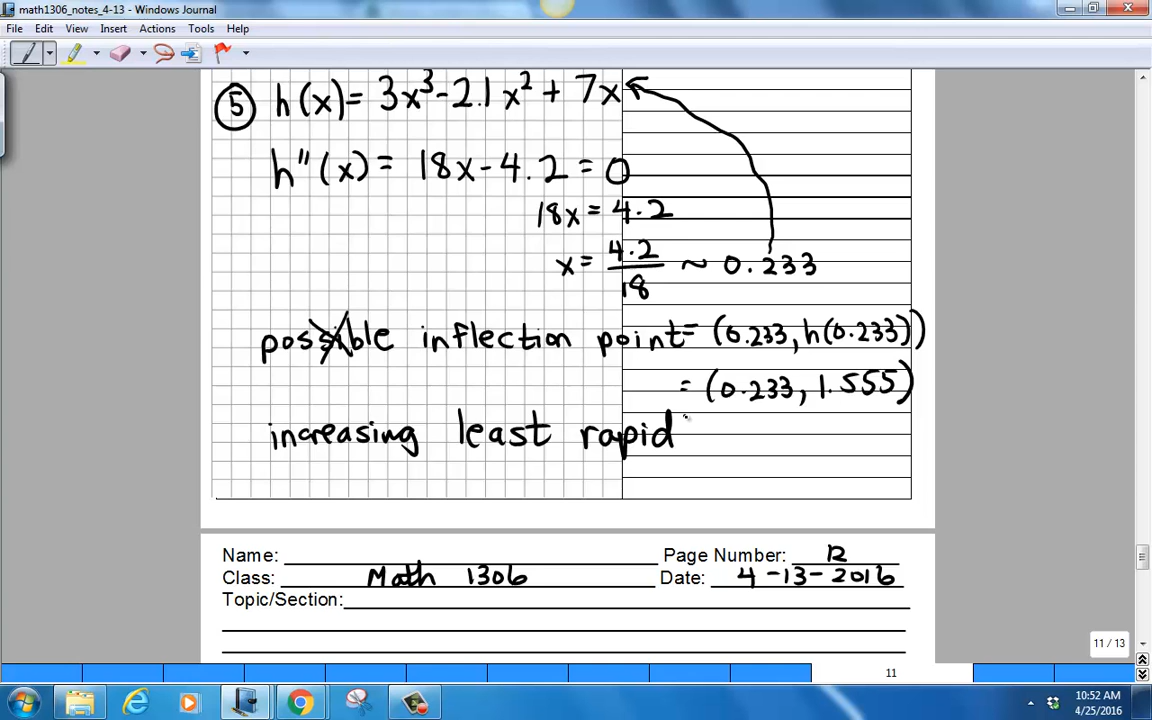 math1306_notes_4-13 - Windows Journal
File Edit View Insert Actions Tools Help
5 h(x) = 3x³ - 2.1x² + 7x
h"(x) = 18x - 4.2 = 0
18x = 4.2
x = 4.2/18 ~ 0.233
possible inflection point = (0.233, h(0.233))
= (0.233, 1.555)
increasing least rapid
Name: Page Number: 12
Class: Math 1306 Date: 4-13-2016
Topic/Section:
11 / 13
11
10:52 AM
4/25/2016